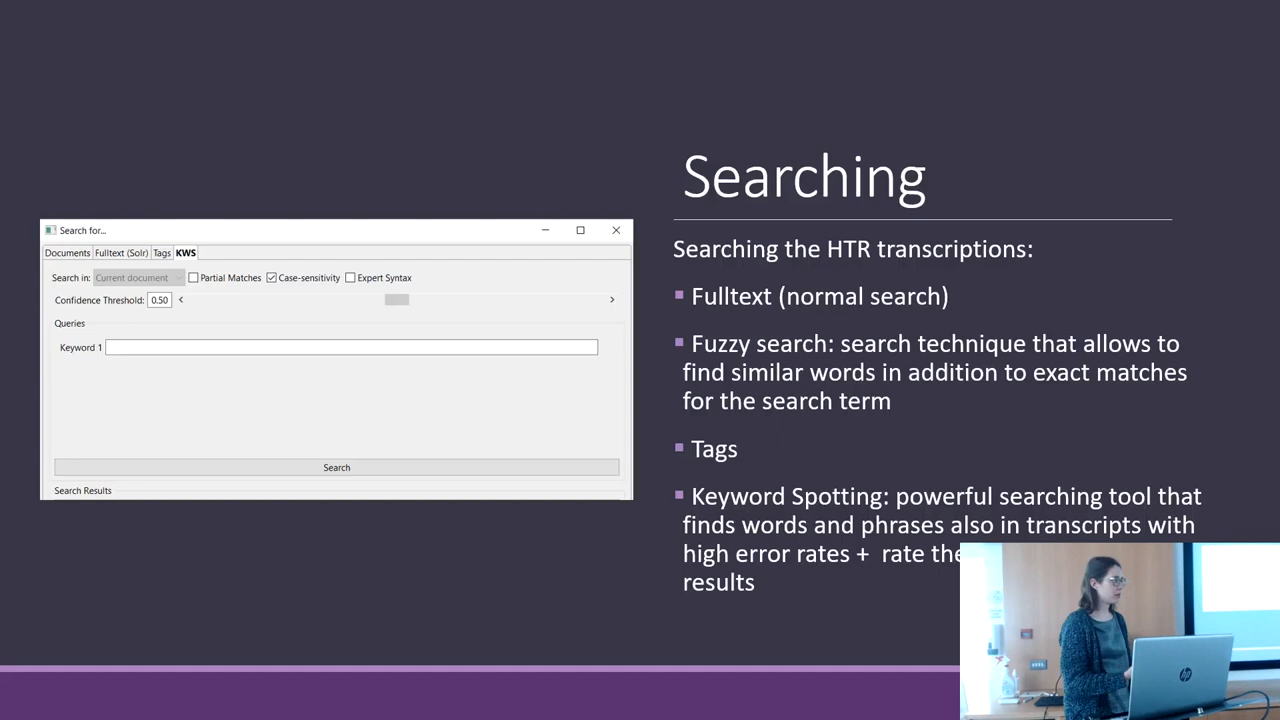 Searching
Search for...
Documents Fulltext (Solr) Tags KWS
Search in: Current document Partial Matches Case-sensitivity Expert Syntax
Confidence Threshold: 0.50 < >
Queries
Keyword 1
Search
Search Results
Searching the HTR transcriptions:
▪ Fulltext (normal search)
▪ Fuzzy search: search technique that allows to
find similar words in addition to exact matches
for the search term
▪ Tags
▪ Keyword Spotting: powerful searching tool that
finds words and phrases also in transcripts with
high error rates + rate
results
hp